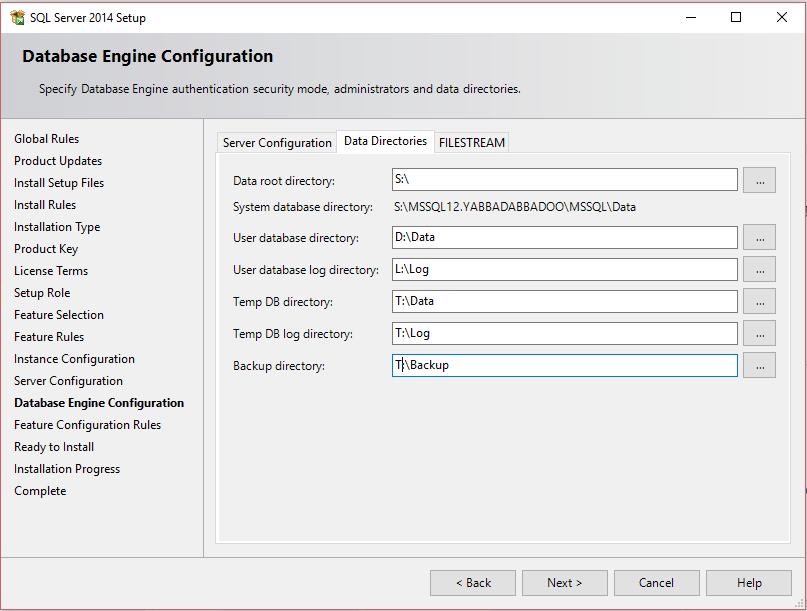 SQL Server 2014 Setup
Database Engine Configuration
Specify Database Engine authentication security mode, administrators and data directories.
Global Rules
Product Updates
Install Setup Files
Install Rules
Installation Type
Product Key
License Terms
Setup Role
Feature Selection
Feature Rules
Instance Configuration
Server Configuration
Database Engine Configuration
Feature Configuration Rules
Ready to Install
Installation Progress
Complete
Server Configuration Data Directories FILESTREAM
Data root directory: S:\ ...
System database directory: S:\MSSQL12.YABBADABBADOO\MSSQL\Data
User database directory: D:\Data ...
User database log directory: L:\Log ...
Temp DB directory: T:\Data ...
Temp DB log directory: T:\Log ...
Backup directory: T:\Backup ...
< Back Next > Cancel Help